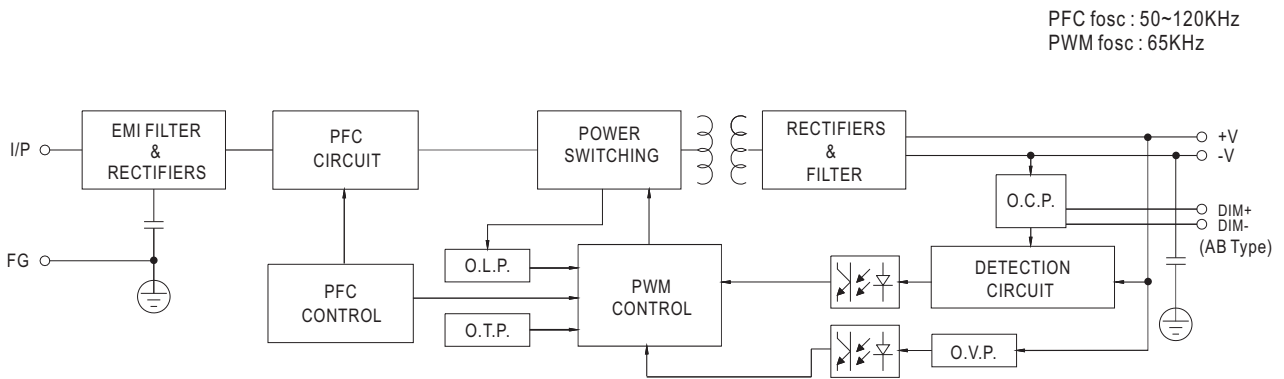 PFC fosc : 50~120KHz
PWM fosc : 65KHz
I/P
EMI FILTER
&
RECTIFIERS
PFC
CIRCUIT
POWER
SWITCHING
RECTIFIERS
&
FILTER
+V
-V
O.C.P.
DIM+
DIM-
(AB Type)
FG
O.L.P.
PFC
CONTROL
PWM
CONTROL
DETECTION
CIRCUIT
O.T.P.
O.V.P.